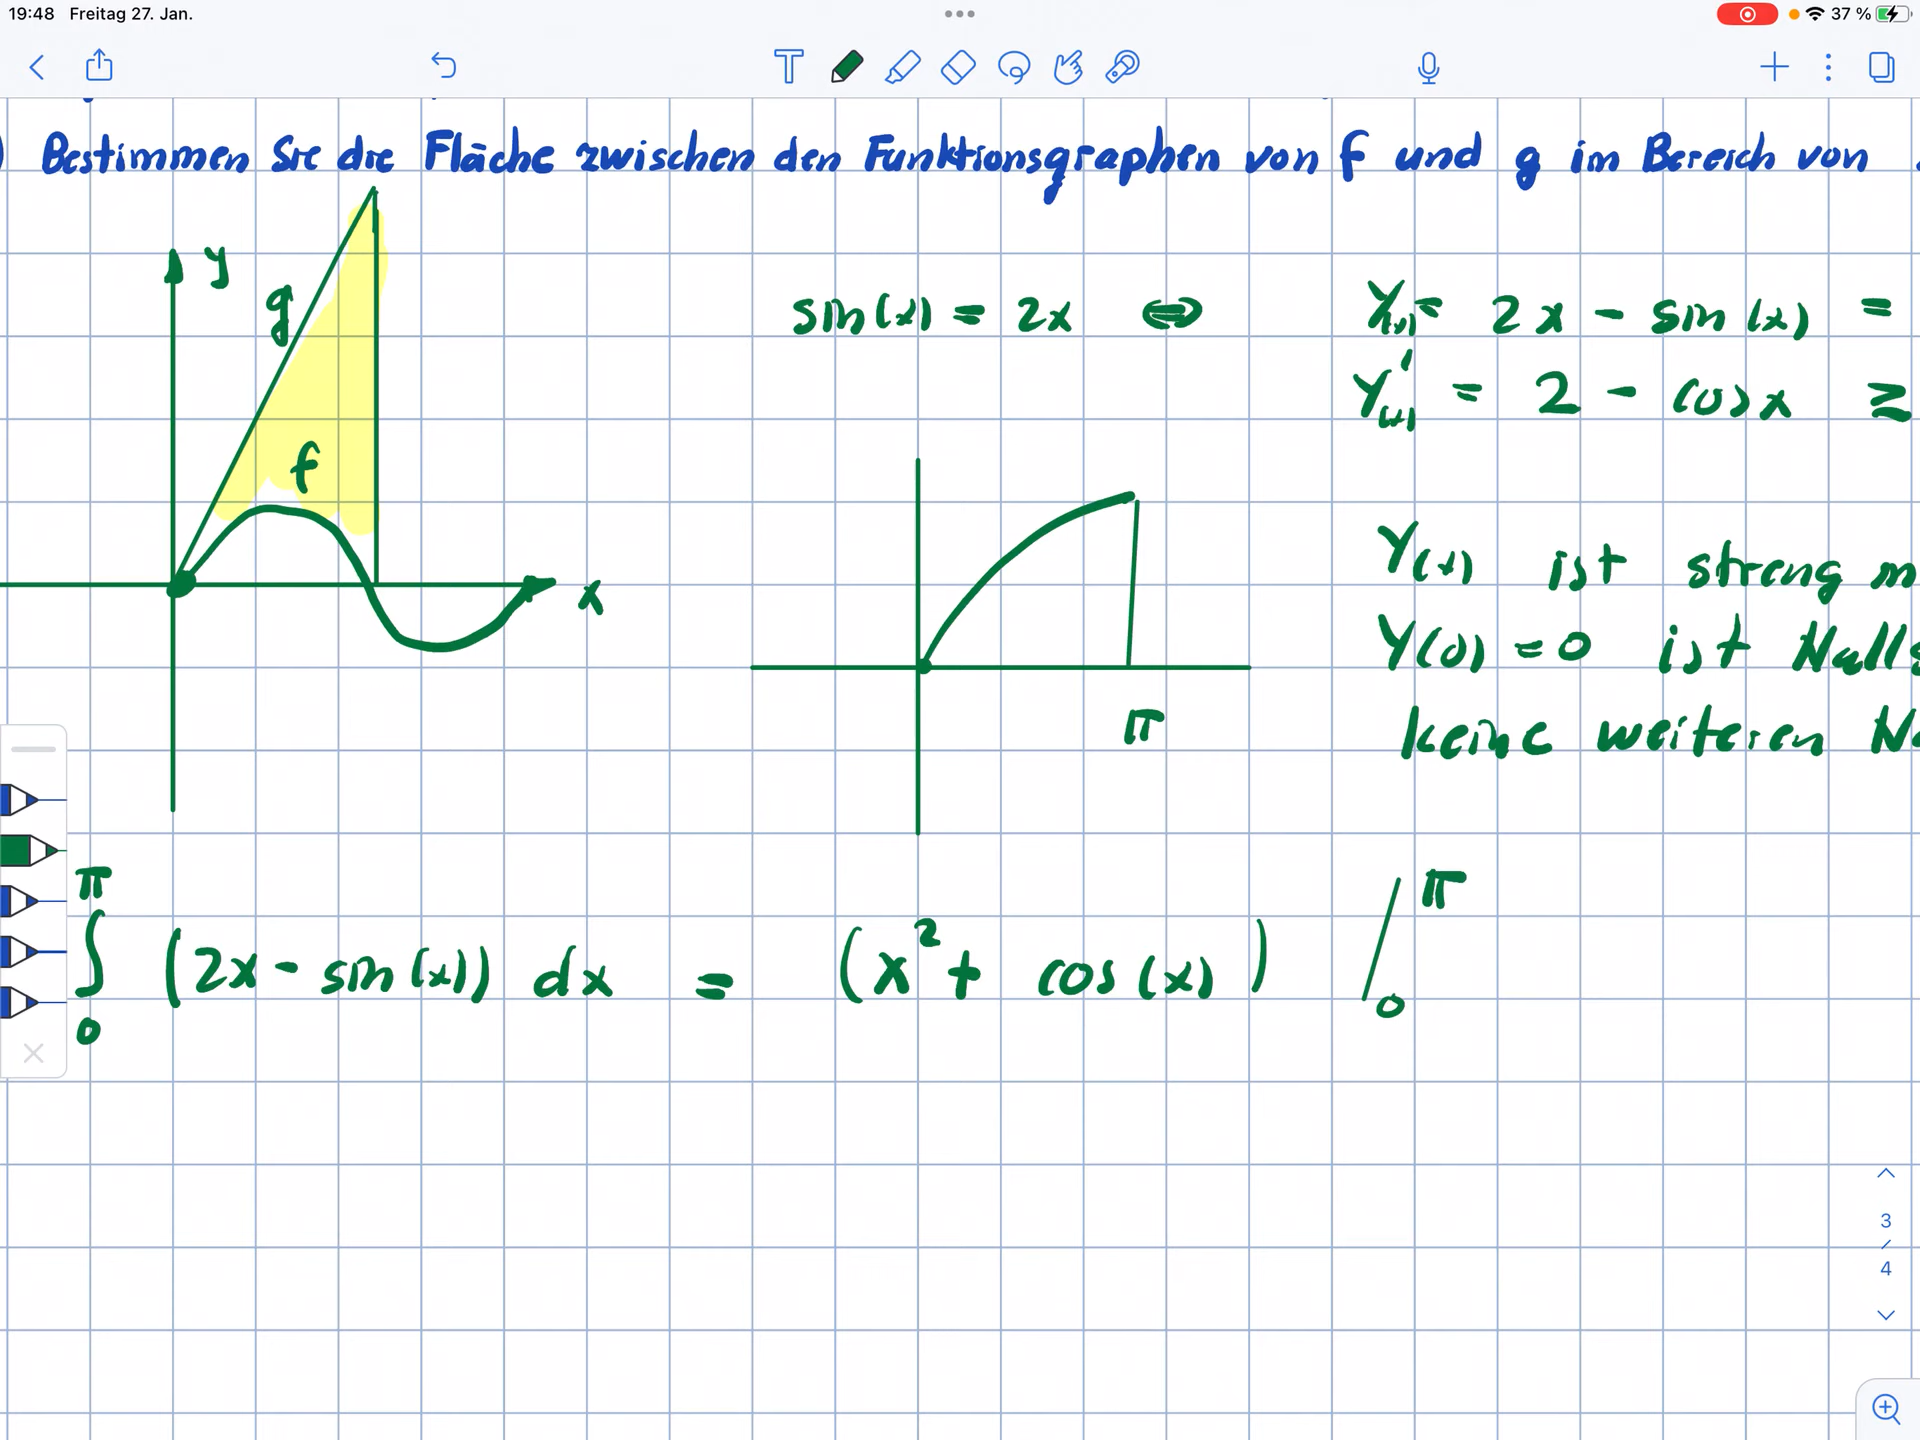 19:48 Freitag 27. Jan.
37 %
) Bestimmen Sie die Fläche zwischen den Funktionsgraphen von f und g im Bereich von
y
g
f
x
sin(x) = 2x ⇔
Y(x) = 2x - sin(x) =
Y'(x) = 2 - cos x ≥
π
Y(x) ist streng m
Y(0) = 0 ist Nulls
keine weiteren N
∫₀^π (2x - sin(x)) dx = (x² + cos(x)) /₀^π
3
/
4